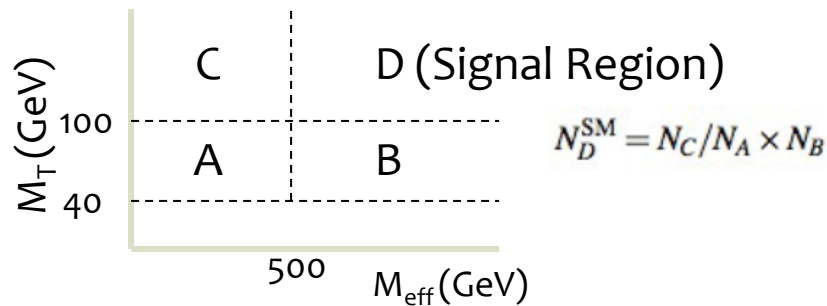 C
D (Signal Region)
M_T(GeV)
100
A
B
40
500
M_eff(GeV)
N_D^SM = N_C/N_A × N_B